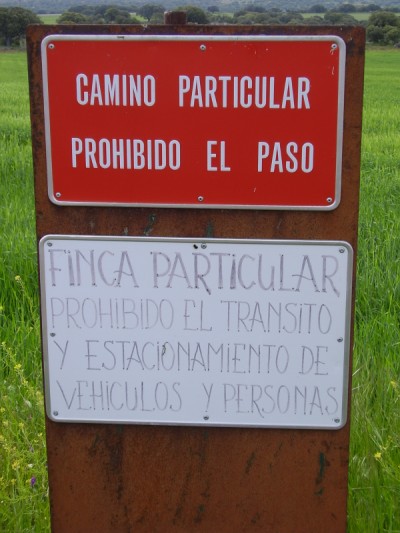 CAMINO PARTICULAR
PROHIBIDO EL PASO
FINCA PARTICULAR
PROHIBIDO EL TRANSITO
Y ESTACIONAMIENTO DE
VEHICULOS Y PERSONAS